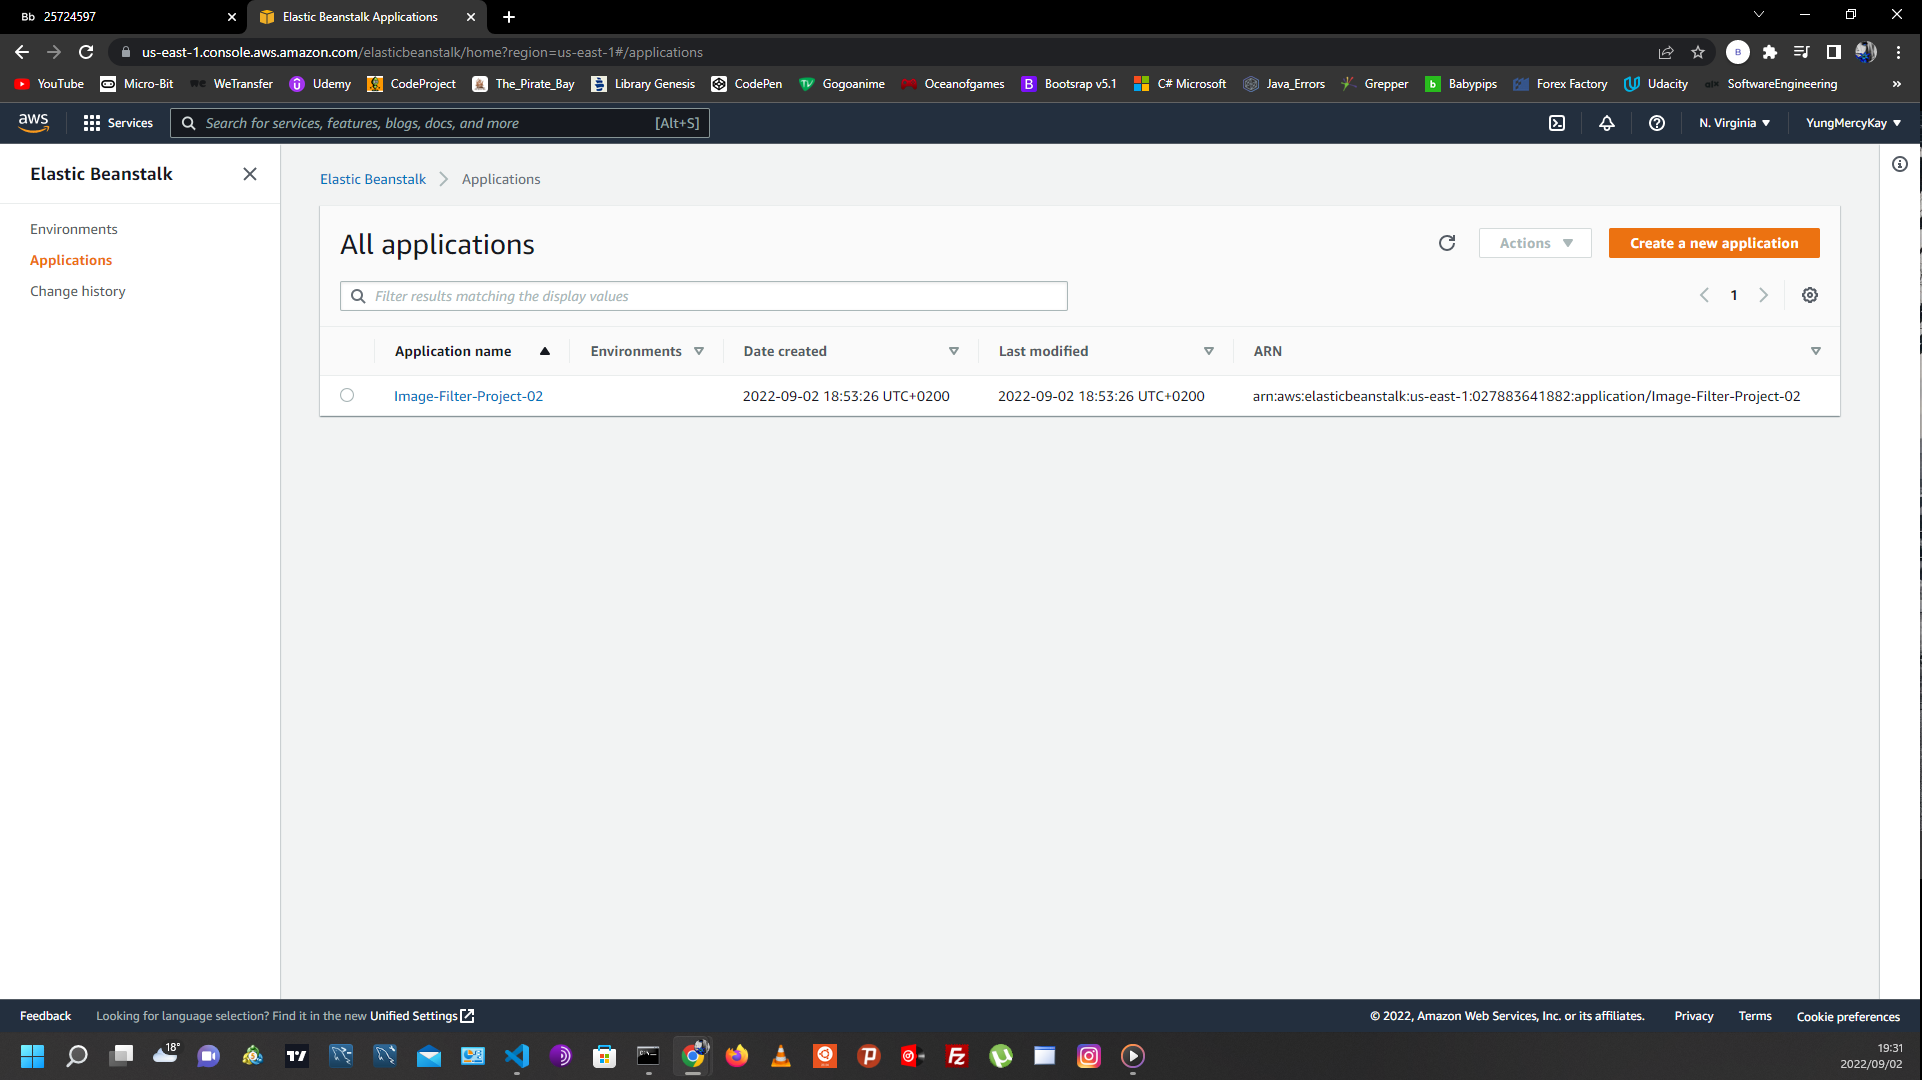 Bb 25724597
Elastic Beanstalk Applications
us-east-1.console.aws.amazon.com/elasticbeanstalk/home?region=us-east-1#/applications
B
YouTube Micro-Bit WeTransfer Udemy CodeProject The_Pirate_Bay Library Genesis CodePen Gogoanime Oceanofgames Bootsrap v5.1 C# Microsoft Java_Errors Grepper Babypips Forex Factory Udacity SoftwareEngineering »
aws Services Search for services, features, blogs, docs, and more [Alt+S] N. Virginia YungMercyKay
Elastic Beanstalk
Environments
Applications
Change history
Elastic Beanstalk Applications
All applications
Actions Create a new application
Filter results matching the display values
1
Application name Environments Date created Last modified ARN
Image-Filter-Project-02 2022-09-02 18:53:26 UTC+0200 2022-09-02 18:53:26 UTC+0200 arn:aws:elasticbeanstalk:us-east-1:027883641882:application/Image-Filter-Project-02
Feedback Looking for language selection? Find it in the new Unified Settings © 2022, Amazon Web Services, Inc. or its affiliates. Privacy Terms Cookie preferences
18°
19:31
2022/09/02